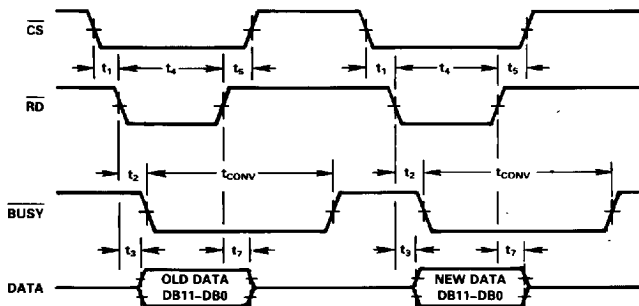 CS
t1 t4 t5 t1 t4 t5
RD
t2 tCONV t2 tCONV
BUSY
t3 t7 t3 t7
DATA OLD DATA NEW DATA
DB11-DB0 DB11-DB0